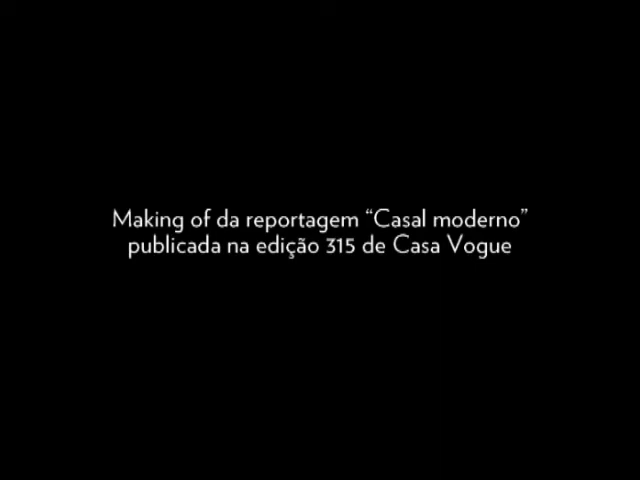 Making of da reportagem “Casal moderno”
publicada na edição 315 de Casa Vogue